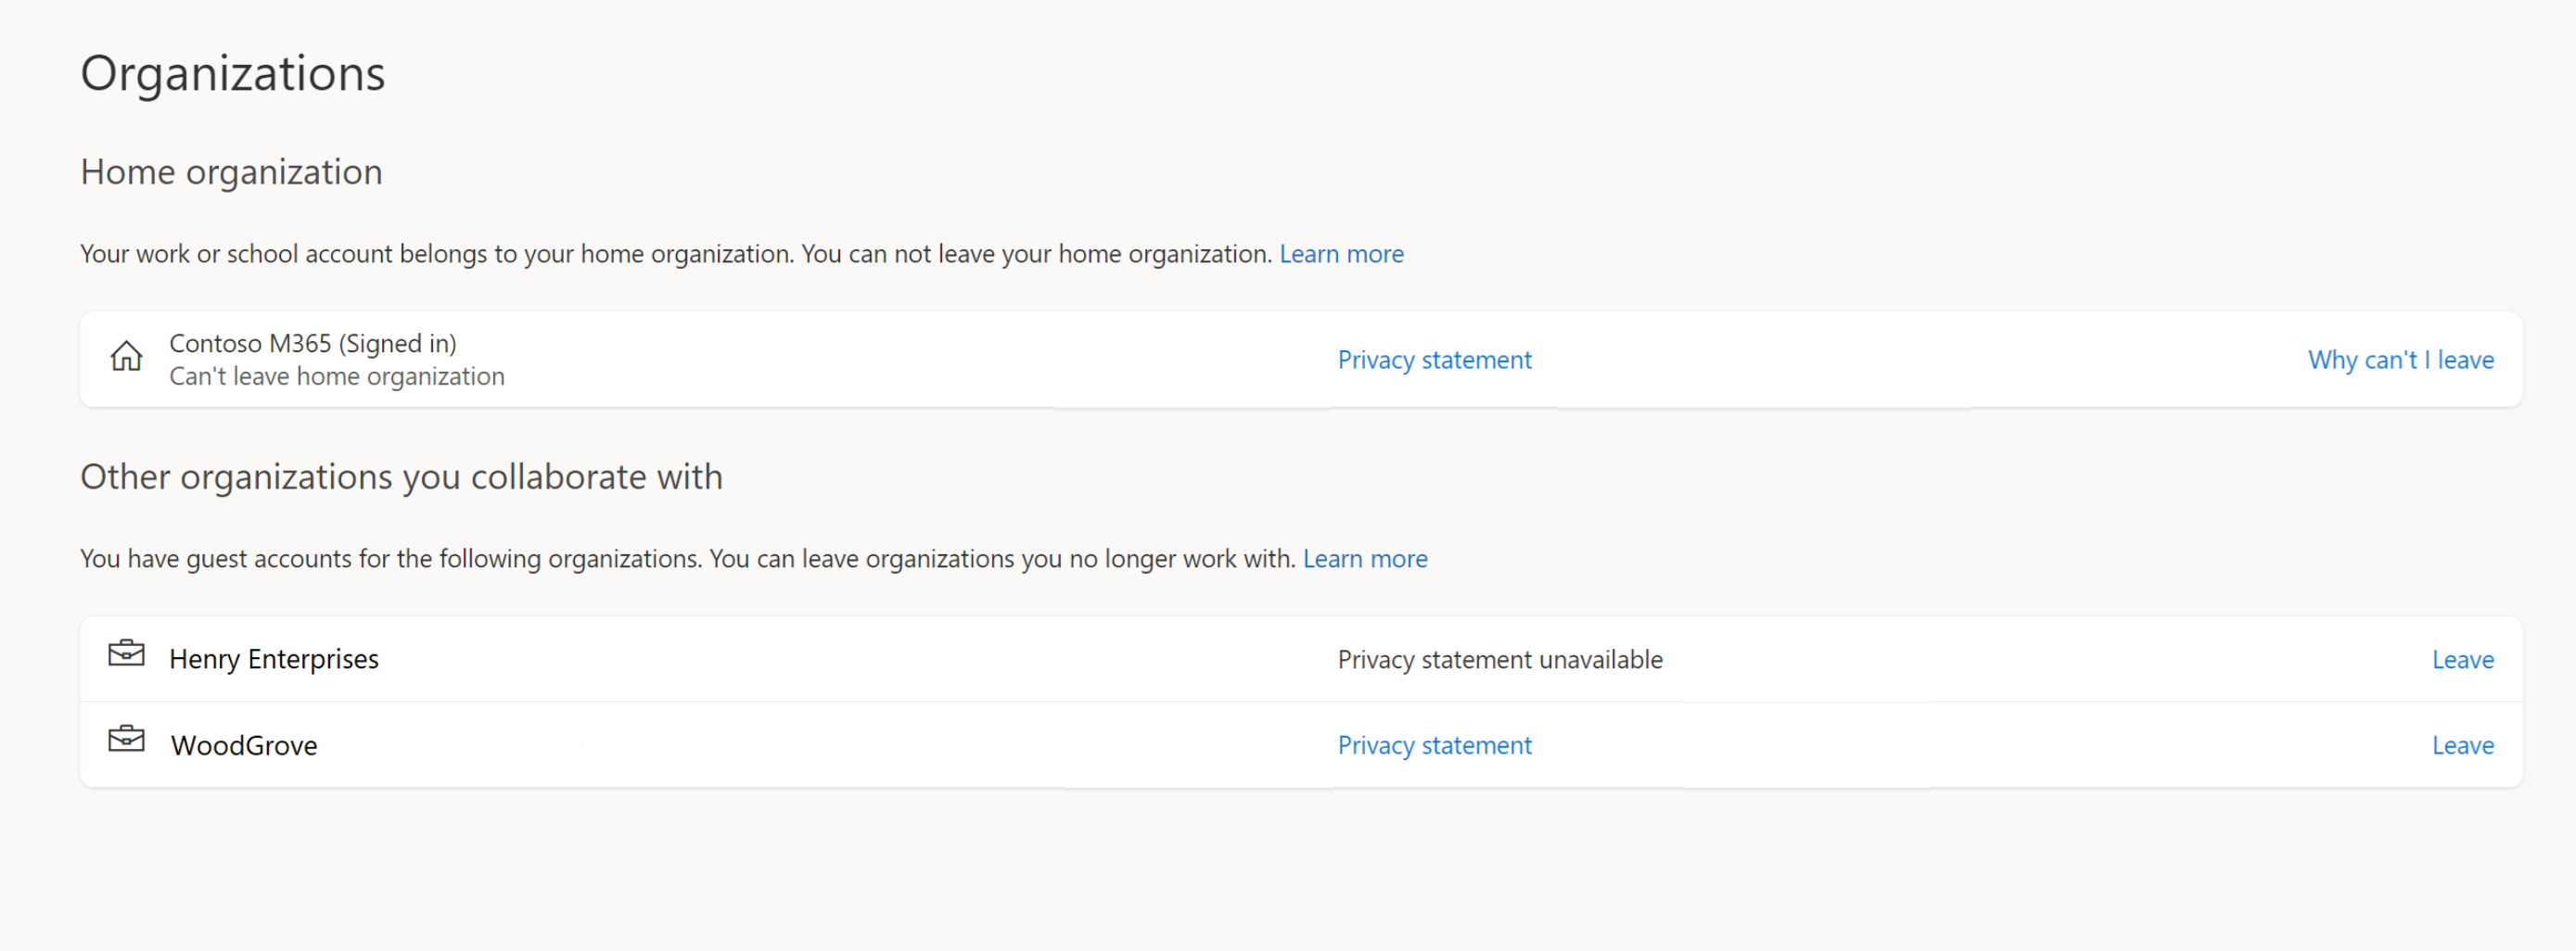 Organizations
Home organization
Your work or school account belongs to your home organization. You can not leave your home organization. Learn more
Contoso M365 (Signed in)
Can't leave home organization
Privacy statement
Why can't I leave
Other organizations you collaborate with
You have guest accounts for the following organizations. You can leave organizations you no longer work with. Learn more
Henry Enterprises
Privacy statement unavailable
Leave
WoodGrove
Privacy statement
Leave